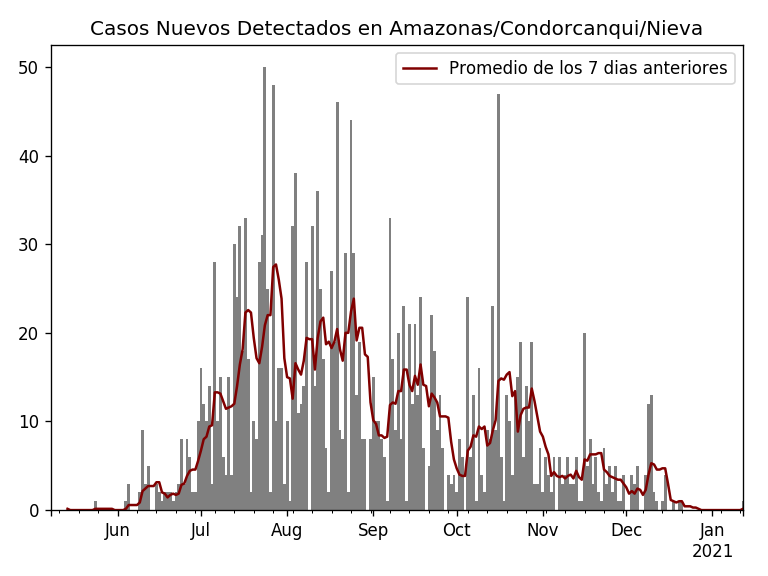 Casos Nuevos Detectados en Amazonas/Condorcanqui/Nieva
Promedio de los 7 dias anteriores
50
40
30
20
10
0
Jun Jul Aug Sep Oct Nov Dec Jan
2021